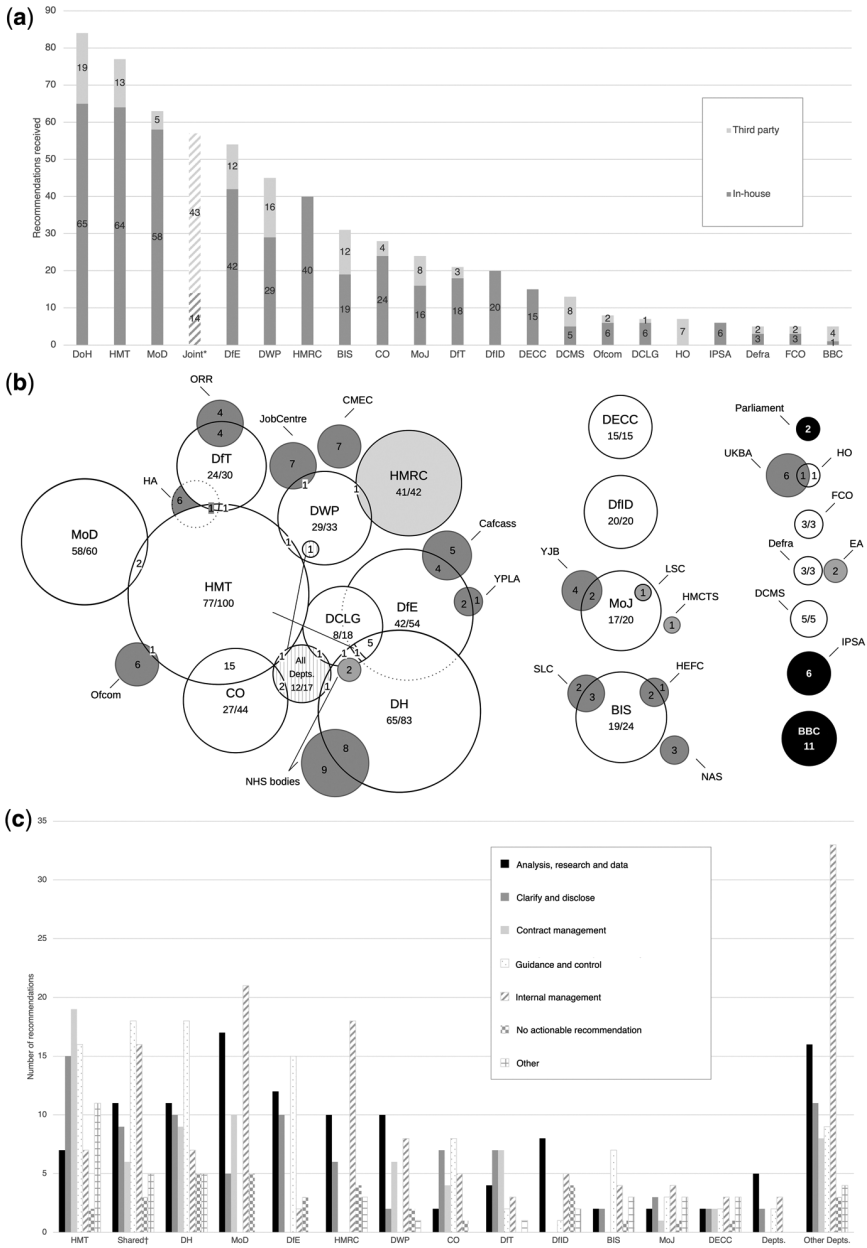 (a)
Recommendations received
90
80
70
60
50
40
30
20
10
0
19
65
13
64
5
58
43
14
12
42
16
29
40
12
19
4
24
8
16
3
18
20
15
8
5
2
6
1
6
7
6
2
3
2
3
4
1
Third party
In-house
DoH HMT MoD Joint* DfE DWP HMRC BIS CO MoJ DfT DfID DECC DCMS Ofcom DCLG HO IPSA Defra FCO BBC
(b)
ORR
4
4
DfT
24/30
HA
6
1
1
JobCentre
7
1
CMEC
7
HMRC
41/42
1
DWP
29/33
1
1
MoD
58/60
2
HMT
77/100
Cafcass
5
4
YPLA
2
1
DfE
42/54
DCLG
8/18
5
1
1
1
1
1
2
All
Depts.
12/17
2
1
Ofcom
6
1
15
CO
27/44
DH
65/83
8
9
NHS bodies
DECC
15/15
DfID
20/20
YJB
4
2
MoJ
17/20
LSC
1
HMCTS
1
SLC
2
3
HEFC
2
1
BIS
19/24
3
NAS
Parliament
2
UKBA
6
1
1
HO
FCO
3/3
Defra
3/3
EA
2
DCMS
5/5
IPSA
6
BBC
11
(c)
Number of recommendations
35
30
25
20
15
10
5
0
Analysis, research and data
Clarify and disclose
Contract management
Guidance and control
Internal management
No actionable recommendation
Other
HMT Shared† DH MoD DfE HMRC DWP CO DfT DfID BIS MoJ DECC Depts. Other Depts.